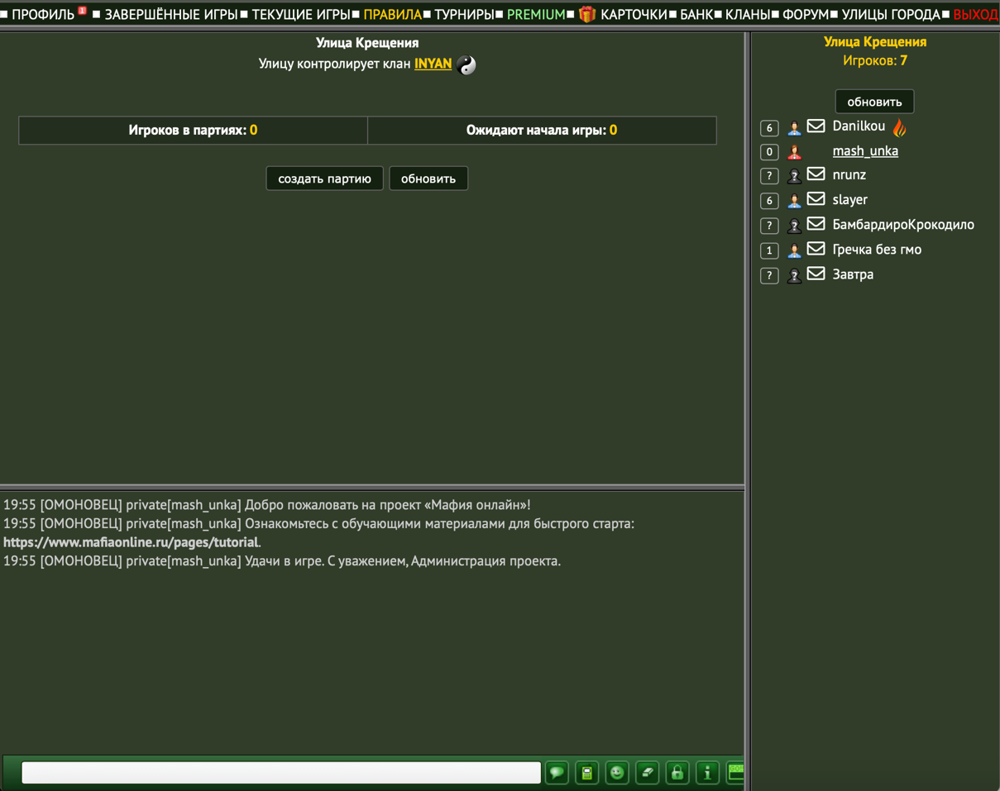 ПРОФИЛЬ 1 ЗАВЕРШЁННЫЕ ИГРЫ ТЕКУЩИЕ ИГРЫ ПРАВИЛА ТУРНИРЫ PREMIUM КАРТОЧКИ БАНК КЛАНЫ ФОРУМ УЛИЦЫ ГОРОДА ВЫХОД
Улица Крещения
Улицу контролирует клан INYAN
Игроков в партиях: 0
Ожидают начала игры: 0
создать партию
обновить
19:55 [ОМОНОВЕЦ] private[mash_unka] Добро пожаловать на проект «Мафия онлайн»!
19:55 [ОМОНОВЕЦ] private[mash_unka] Ознакомьтесь с обучающими материалами для быстрого старта:
https://www.mafiaonline.ru/pages/tutorial.
19:55 [ОМОНОВЕЦ] private[mash_unka] Удачи в игре. С уважением, Администрация проекта.
Улица Крещения
Игроков: 7
обновить
6 Danilkou
0 mash_unka
? nrunz
6 slayer
? БамбардироКрокодило
1 Гречка без гмо
? Завтра